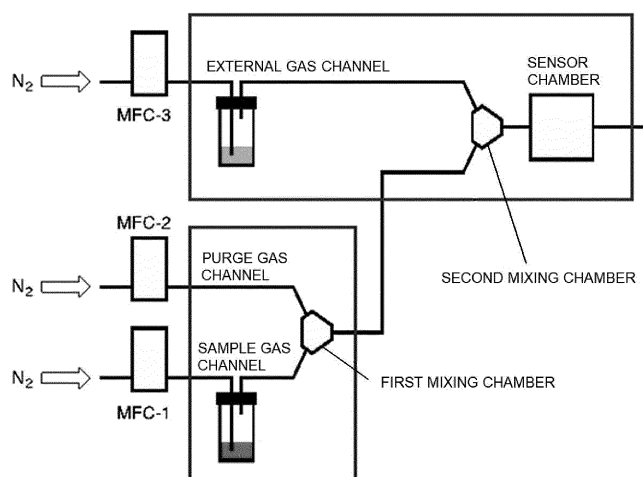 EXTERNAL GAS CHANNEL
SENSOR
CHAMBER
N2
MFC-3
MFC-2
PURGE GAS
CHANNEL
N2
SECOND MIXING CHAMBER
SAMPLE GAS
CHANNEL
N2
FIRST MIXING CHAMBER
MFC-1